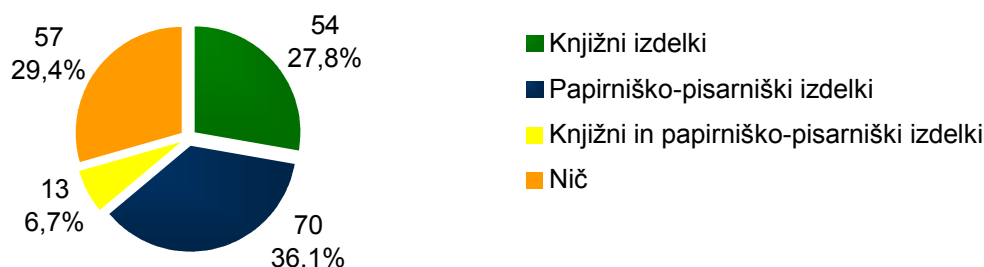 57
29,4%
54
27,8%
13
6,7%
70
36,1%
Knjižni izdelki
Papirniško-pisarniški izdelki
Knjižni in papirniško-pisarniški izdelki
Nič